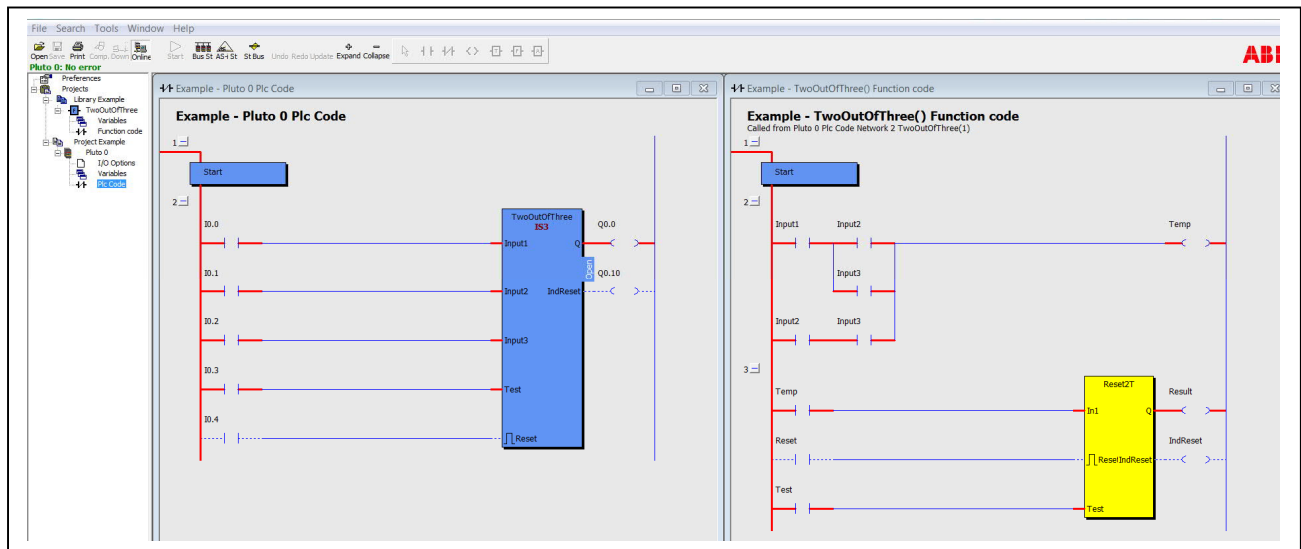 File Search Tools Window Help
Open Save Print Comp. Down Online Start Bus St AS-i St St Bus Undo Redo Update Expand Collapse
ABB
Pluto 0: No error
Preferences
Projects
Library Example
TwoOutOfThree
Variables
Function code
Project Example
Pluto 0
I/O Options
Variables
Plc Code
Example - Pluto 0 Plc Code
Example - Pluto 0 Plc Code
1
Start
2
TwoOutOfThree
IS3
I0.0
Input1 Q
Q0.0
Open
I0.1
Input2 IndReset
Q0.10
I0.2
Input3
I0.3
Test
I0.4
Reset
Example - TwoOutOfThree() Function code
Example - TwoOutOfThree() Function code
Called from Pluto 0 Plc Code Network 2 TwoOutOfThree(1)
1
Start
2
Input1 Input2 Temp
Input3
Input2 Input3
3
Reset2T
Temp
In1 Q
Result
Reset
ReselIndReset
IndReset
Test
Test